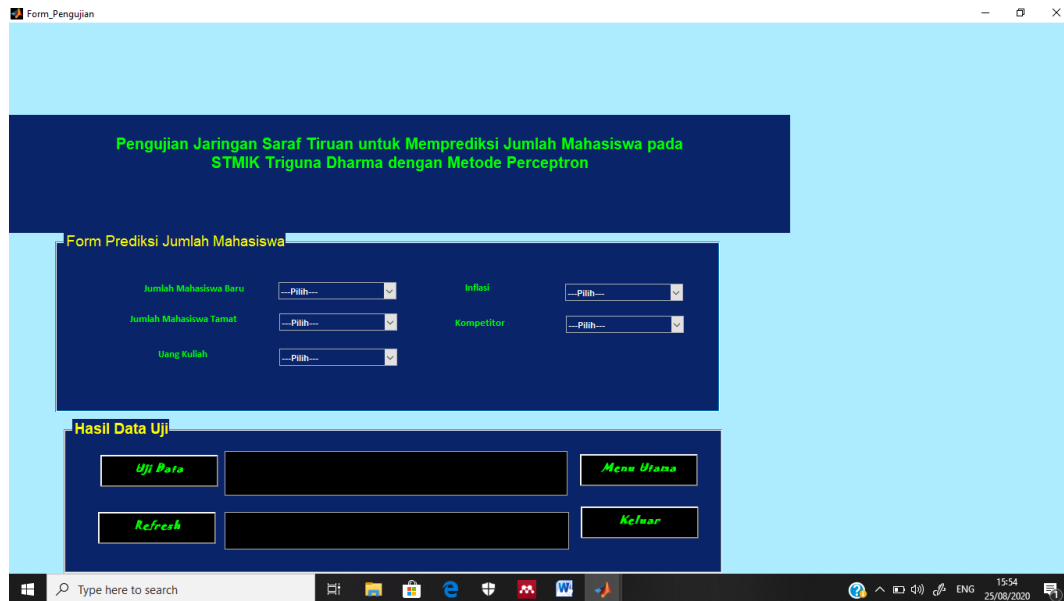 Form_Pengujian
Pengujian Jaringan Saraf Tiruan untuk Memprediksi Jumlah Mahasiswa pada
STMIK Triguna Dharma dengan Metode Perceptron
Form Prediksi Jumlah Mahasiswa
Jumlah Mahasiswa Baru
---Pilih---
Inflasi
---Pilih---
Jumlah Mahasiswa Tamat
---Pilih---
Kompetitor
---Pilih---
Uang Kuliah
---Pilih---
Hasil Data Uji
Uji Data
Menu Utama
Refresh
Keluar
Type here to search
ENG
15:54
25/08/2020